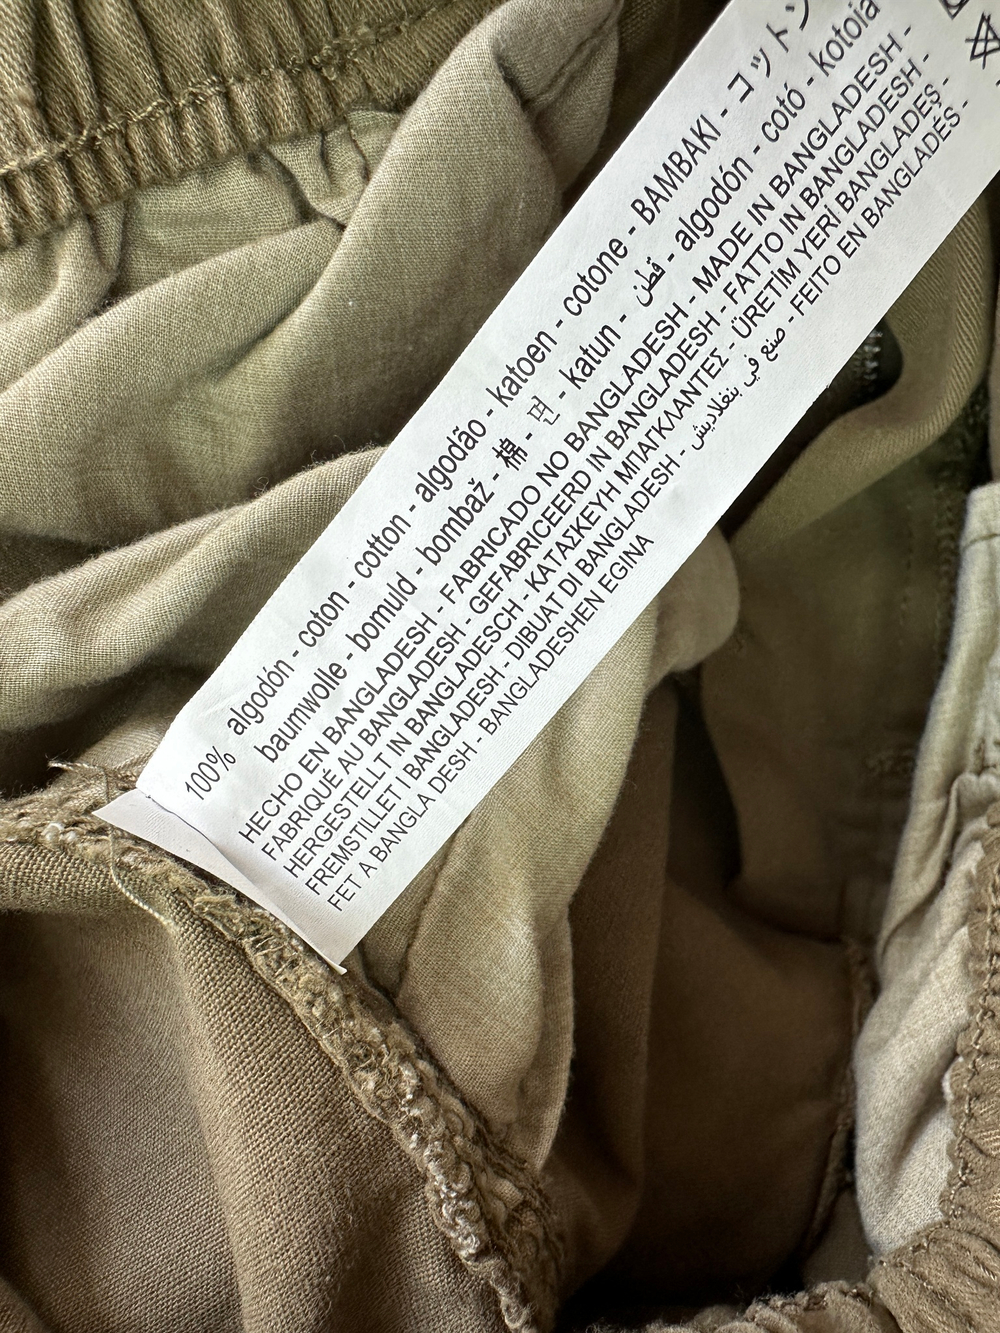 100% algodón - coton - cotton - algodão - katoen - cotone - BAMBAKI - コットン
baumwolle - bomuld - bombaž - 棉 - 면 - katun - قطن - algodón - cotó - kotoia
HECHO EN BANGLADESH - FABRICADO NO BANGLADESH - MADE IN BANGLADESH -
FABRIQUÉ AU BANGLADESH - GEFABRICEERD IN BANGLADESH - FATTO IN BANGLADESH -
HERGESTELLT IN BANGLADESCH - ΚΑΤΑΣΚΕΥΗ ΜΠΑΓΚΛΑΝΤΕΣ - ÜRETİM YERİ BANGLADEŞ -
FREMSTILLET I BANGLADESH - DIBUAT DI BANGLADESH - صنع في بنغلاديش - FEITO EN BANGLADÉS -
FET A BANGLA DESH - BANGLADESHEN EGINA